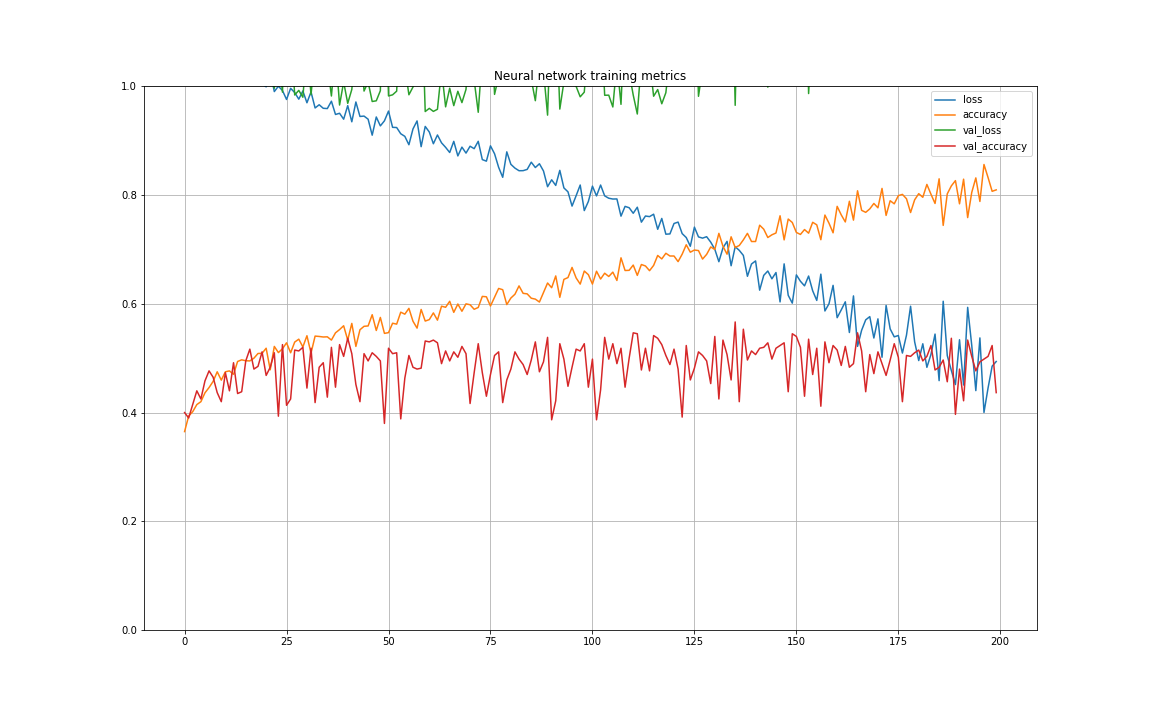 Neural network training metrics
1.0
0.8
0.6
0.4
0.2
0.0
loss
accuracy
val_loss
val_accuracy
0 25 50 75 100 125 150 175 200